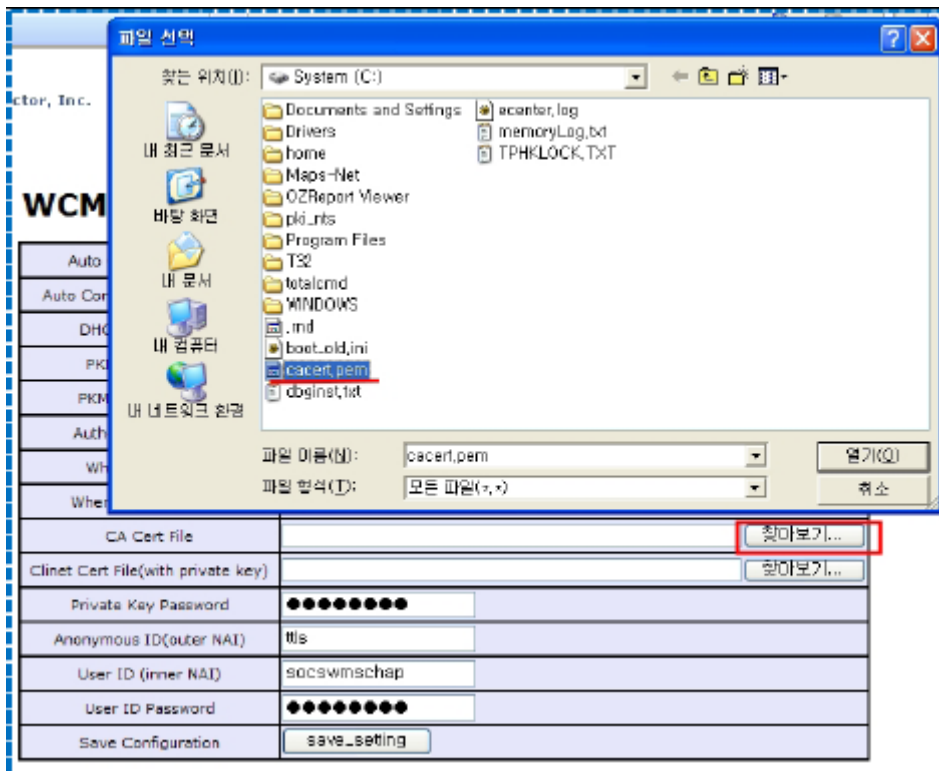 파일 선택
찾는 위치(I): System (C:)
ctor, Inc.
내 최근 문서
바탕 화면
내 문서
내 컴퓨터
내 네트워크 환경
Documents and Settings
Drivers
home
Maps-Net
OZReport Viewer
pki_nts
Program Files
T32
totalcmd
WINDOWS
.rnd
boot_old,ini
cacert,pem
dbginst,txt
ecenter,log
memoryLog,txt
TPHKLOCK,TXT
파일 이름(N): cacert,pem 열기(O)
파일 형식(T): 모든 파일(*,*) 취소
WCM
Auto
Auto Con
DHC
PK
PKM
Auth
Wh
When
CA Cert File 찾아보기...
Clinet Cert File(with private key) 찾아보기...
Private Key Password ●●●●●●●●
Anonymous ID(outer NAI) ttls
User ID (inner NAI) socswmschap
User ID Password ●●●●●●●●
Save Configuration save_setting